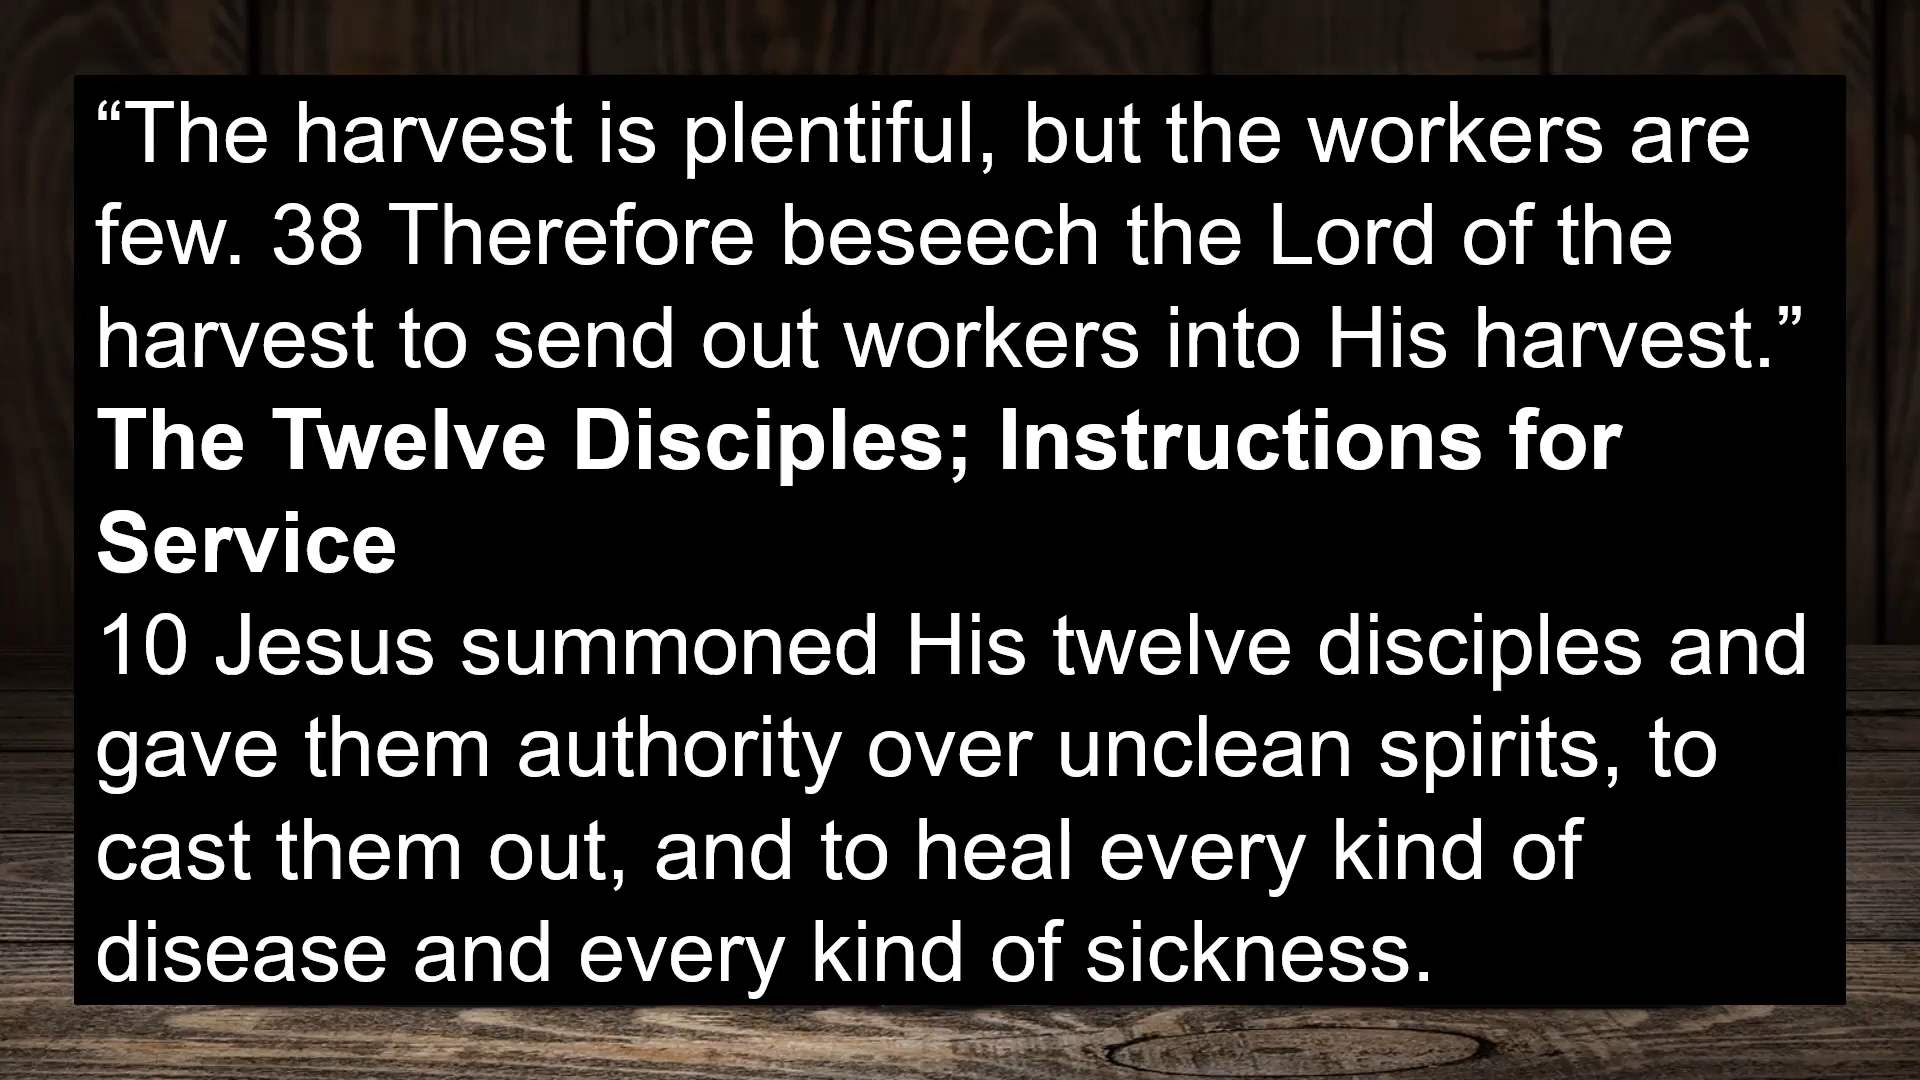 “The harvest is plentiful, but the workers are
few. 38 Therefore beseech the Lord of the
harvest to send out workers into His harvest.”
The Twelve Disciples; Instructions for
Service
10 Jesus summoned His twelve disciples and
gave them authority over unclean spirits, to
cast them out, and to heal every kind of
disease and every kind of sickness.